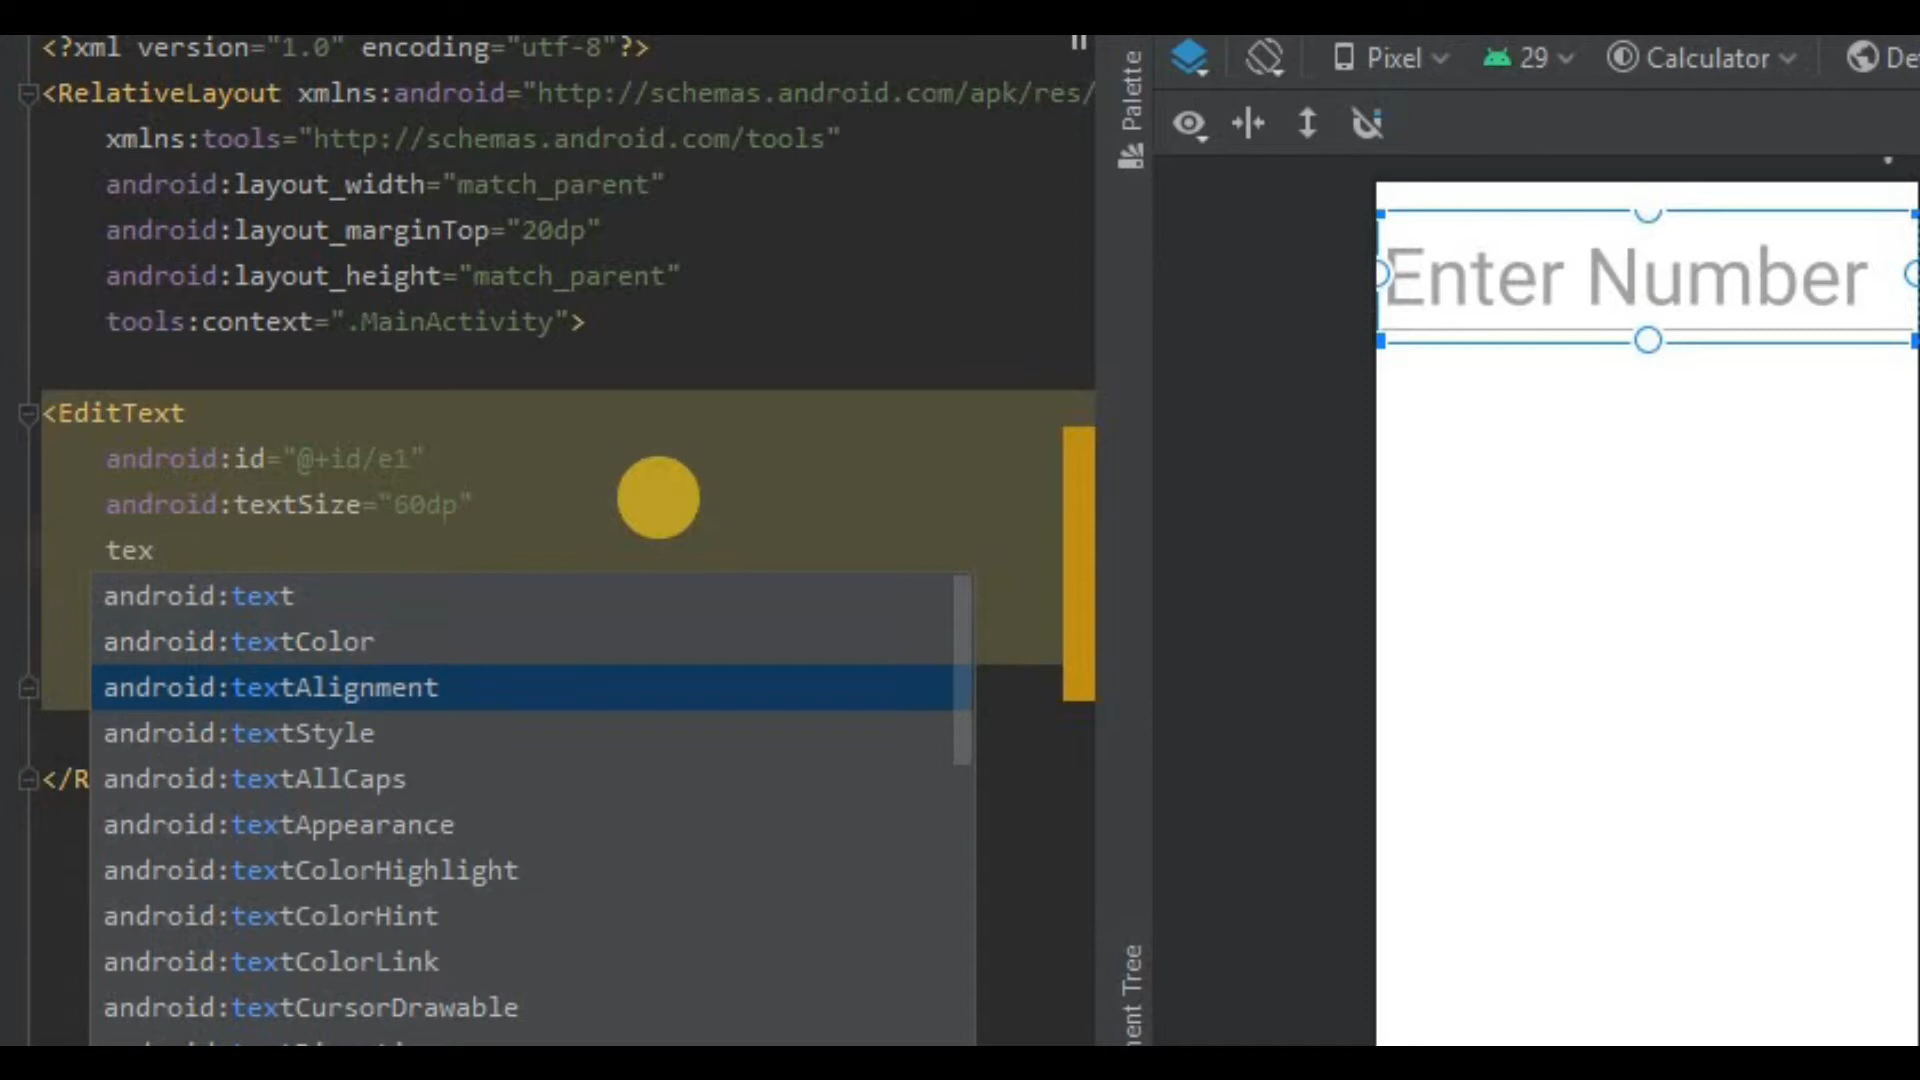 <?xml version="1.0" encoding="utf-8"?>
<RelativeLayout xmlns:android="http://schemas.android.com/apk/res/
xmlns:tools="http://schemas.android.com/tools"
android:layout_width="match_parent"
android:layout_marginTop="20dp"
android:layout_height="match_parent"
tools:context=".MainActivity">
<EditText
android:id="@+id/e1"
android:textSize="60dp"
tex
android:text
android:textColor
android:textAlignment
android:textStyle
android:textAllCaps
</R
android:textAppearance
android:textColorHighlight
android:textColorHint
android:textColorLink
android:textCursorDrawable
Palette
nent Tree
Pixel
29
Calculator
De
Enter Number